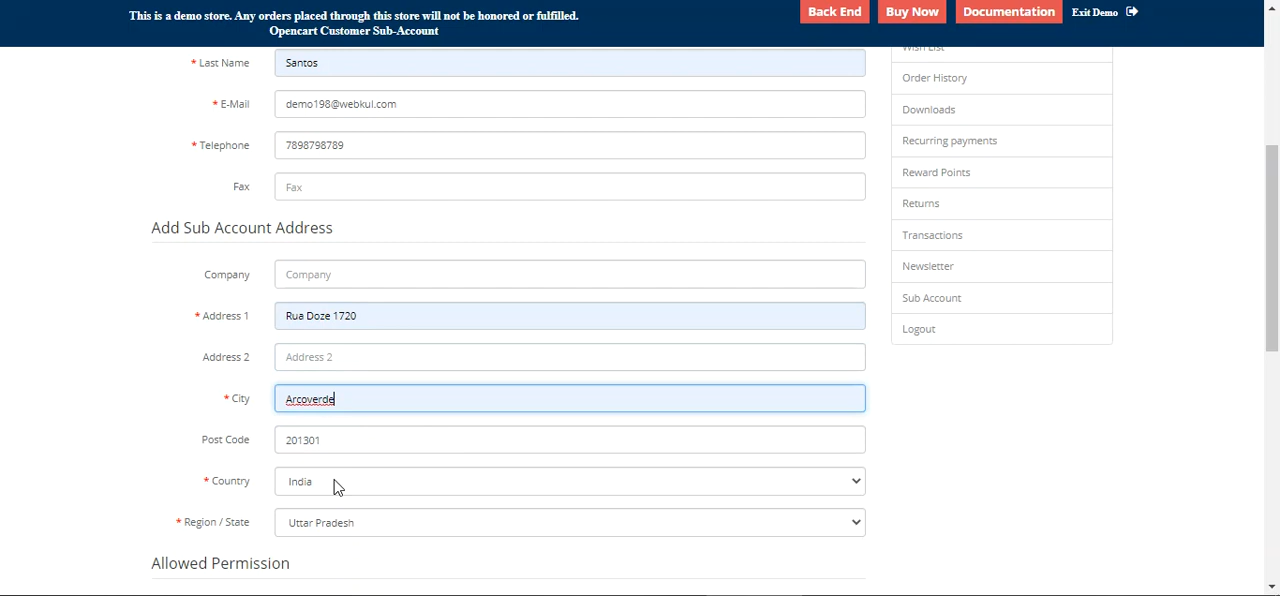 This is a demo store. Any orders placed through this store will not be honored or fulfilled.
Opencart Customer Sub-Account
Back End
Buy Now
Documentation
Exit Demo
* Last Name
Santos
* E-Mail
demo198@webkul.com
* Telephone
7898798789
Fax
Fax
Add Sub Account Address
Company
Company
* Address 1
Rua Doze 1720
Address 2
Address 2
* City
Arcoverde
Post Code
201301
* Country
India
* Region / State
Uttar Pradesh
Allowed Permission
Wish List
Order History
Downloads
Recurring payments
Reward Points
Returns
Transactions
Newsletter
Sub Account
Logout